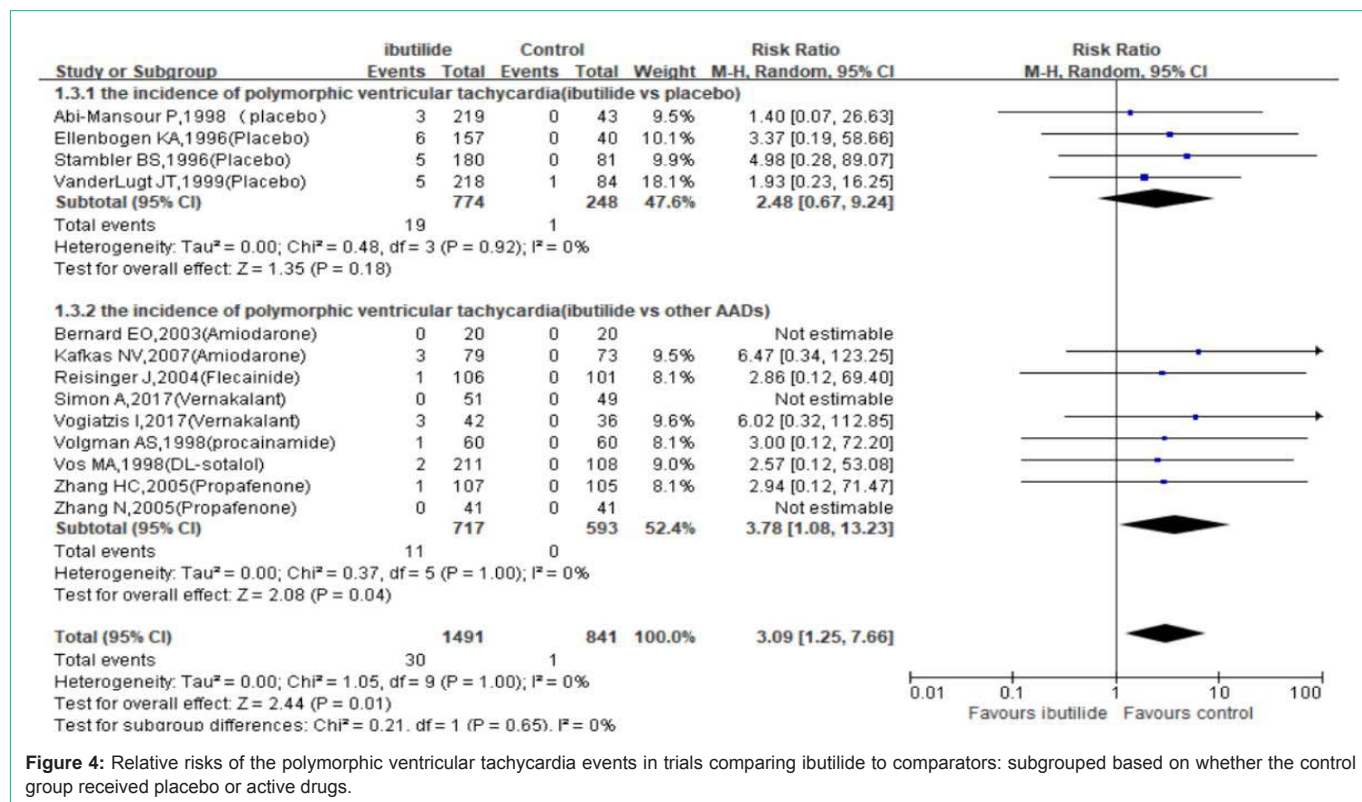 ibutilide Control Risk Ratio Risk Ratio
Study or Subgroup Events Total Events Total Weight M-H, Random, 95% CI M-H, Random, 95% CI
1.3.1 the incidence of polymorphic ventricular tachycardia(ibutilide vs placebo)
Abi-Mansour P,1998 ( placebo) 3 219 0 43 9.5% 1.40 [0.07, 26.63]
Ellenbogen KA,1996(Placebo) 6 157 0 40 10.1% 3.37 [0.19, 58.66]
Stambler BS,1996(Placebo) 5 180 0 81 9.9% 4.98 [0.28, 89.07]
VanderLugt JT,1999(Placebo) 5 218 1 84 18.1% 1.93 [0.23, 16.25]
Subtotal (95% CI) 774 248 47.6% 2.48 [0.67, 9.24]
Total events 19 1
Heterogeneity: Tau² = 0.00; Chi² = 0.48, df = 3 (P = 0.92); I² = 0%
Test for overall effect: Z = 1.35 (P = 0.18)
1.3.2 the incidence of polymorphic ventricular tachycardia(ibutilide vs other AADs)
Bernard EO,2003(Amiodarone) 0 20 0 20 Not estimable
Kafkas NV,2007(Amiodarone) 3 79 0 73 9.5% 6.47 [0.34, 123.25]
Reisinger J,2004(Flecainide) 1 106 0 101 8.1% 2.86 [0.12, 69.40]
Simon A,2017(Vernakalant) 0 51 0 49 Not estimable
Vogiatzis I,2017(Vernakalant) 3 42 0 36 9.6% 6.02 [0.32, 112.85]
Volgman AS,1998(procainamide) 1 60 0 60 8.1% 3.00 [0.12, 72.20]
Vos MA,1998(DL-sotalol) 2 211 0 108 9.0% 2.57 [0.12, 53.08]
Zhang HC,2005(Propafenone) 1 107 0 105 8.1% 2.94 [0.12, 71.47]
Zhang N,2005(Propafenone) 0 41 0 41 Not estimable
Subtotal (95% CI) 717 593 52.4% 3.78 [1.08, 13.23]
Total events 11 0
Heterogeneity: Tau² = 0.00; Chi² = 0.37, df = 5 (P = 1.00); I² = 0%
Test for overall effect: Z = 2.08 (P = 0.04)
Total (95% CI) 1491 841 100.0% 3.09 [1.25, 7.66]
Total events 30 1
Heterogeneity: Tau² = 0.00; Chi² = 1.05, df = 9 (P = 1.00); I² = 0%
Test for overall effect: Z = 2.44 (P = 0.01)
Test for subgroup differences: Chi² = 0.21. df = 1 (P = 0.65). I² = 0%
0.01 0.1 1 10 100
Favours ibutilide Favours control
Figure 4: Relative risks of the polymorphic ventricular tachycardia events in trials comparing ibutilide to comparators: subgrouped based on whether the control
group received placebo or active drugs.